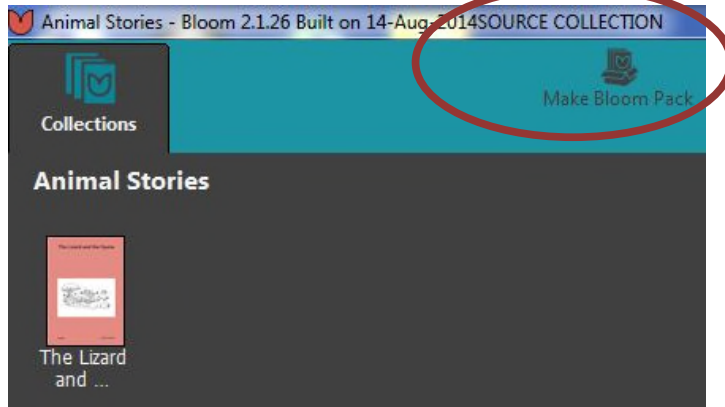 Animal Stories - Bloom 2.1.26 Built on 14-Aug-2014SOURCE COLLECTION
Make Bloom Pack
Collections
Animal Stories
The Lizard
and ...